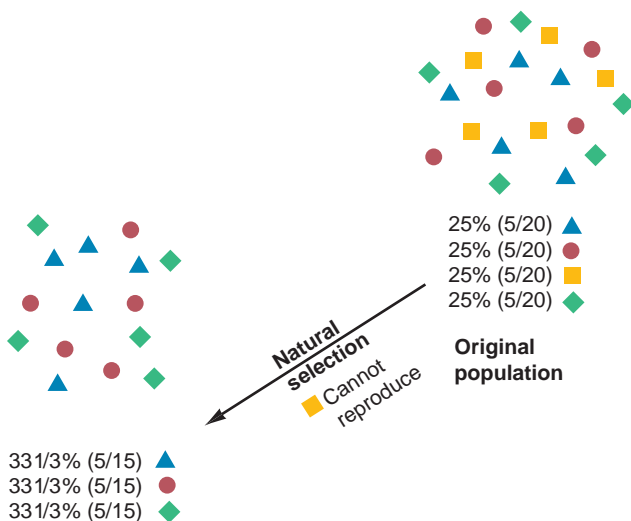 25% (5/20)
25% (5/20)
25% (5/20)
25% (5/20)
Original
population
Natural
selection
Cannot
reproduce
331/3% (5/15)
331/3% (5/15)
331/3% (5/15)